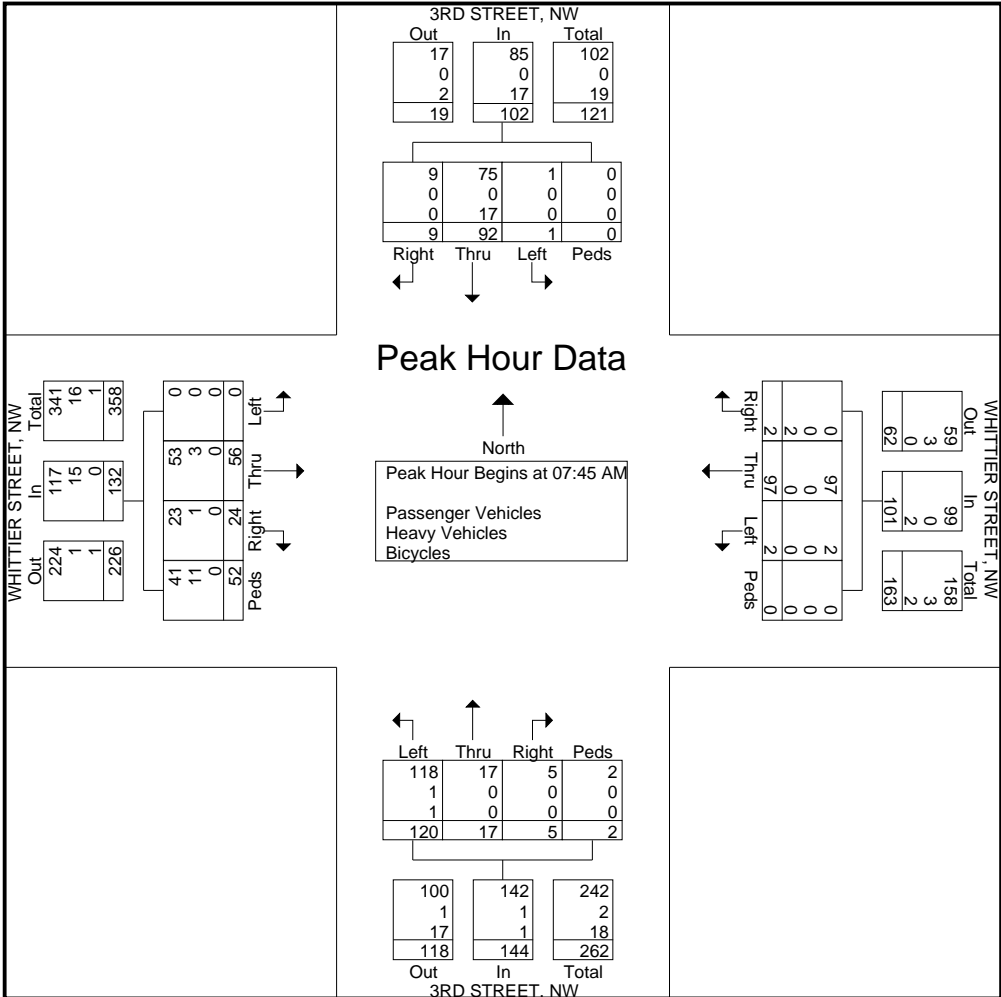 3RD STREET, NW
Out In Total
17 85 102
0 0 0
2 17 19
19 102 121
9 75 1 0
0 0 0 0
0 17 0 0
9 92 1 0
Right Thru Left Peds
WHITTIER STREET, NW
Out In Total
224 117 341
1 15 16
1 0 1
226 132 358
41 23 53 0
11 1 3 0
0 0 0 0
52 24 56 0
Peds Right Thru Left
Peak Hour Data
North
Peak Hour Begins at 07:45 AM
Passenger Vehicles
Heavy Vehicles
Bicycles
WHITTIER STREET, NW
Out In Total
59 99 158
3 0 3
0 2 2
62 101 163
0 97 2 0
0 0 0 0
2 0 0 0
2 97 2 0
Right Thru Left Peds
Left Thru Right Peds
118 17 5 2
1 0 0 0
1 0 0 0
120 17 5 2
100 142 242
1 1 2
17 1 18
118 144 262
Out In Total
3RD STREET, NW